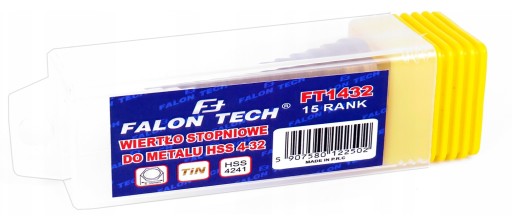 FALON TECH®
WIERTŁO STOPNIOWE
DO METALU HSS 4-32
TiN
HSS
4241
FT1432
15 RANK
5 907580 122502
MADE IN P.R.C